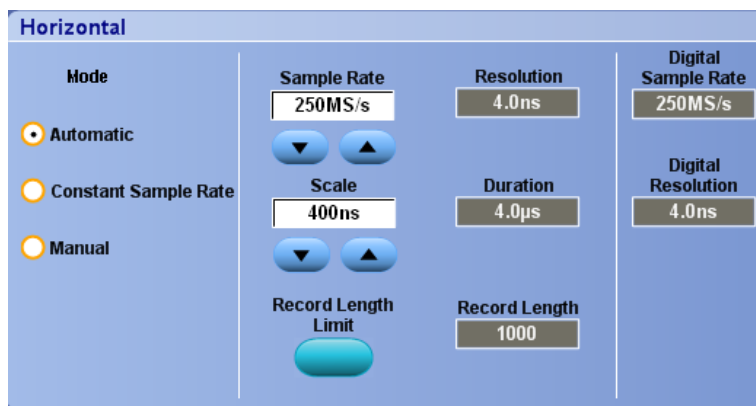 Horizontal
Mode
Automatic
Constant Sample Rate
Manual
Sample Rate
250MS/s
Scale
400ns
Record Length
Limit
Resolution
4.0ns
Duration
4.0µs
Record Length
1000
Digital
Sample Rate
250MS/s
Digital
Resolution
4.0ns